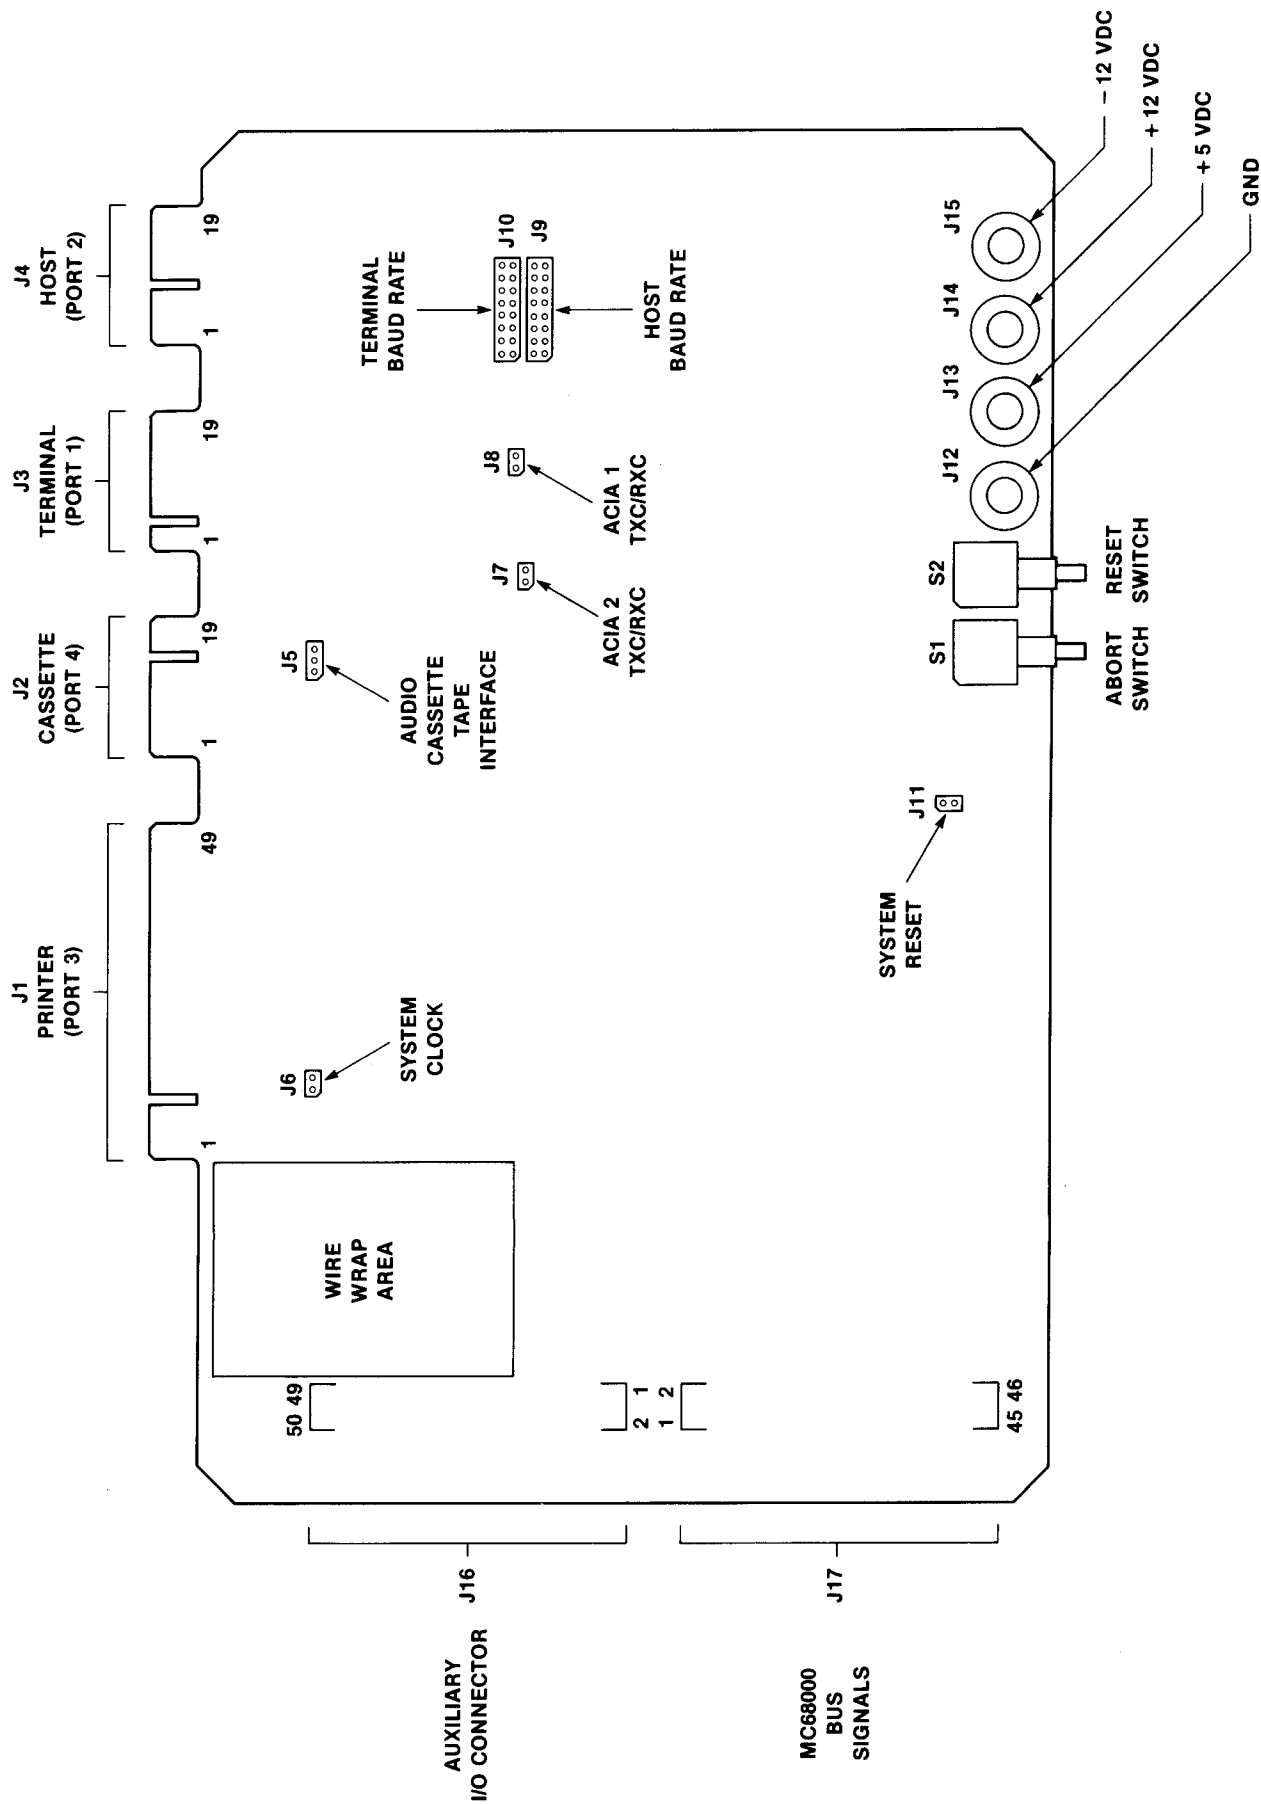 J1
PRINTER
(PORT 3)
J2
CASSETTE
(PORT 4)
J3
TERMINAL
(PORT 1)
J4
HOST
(PORT 2)
1
49
1
19
1
19
1
19
WIRE
WRAP
AREA
J6
SYSTEM
CLOCK
J5
AUDIO
CASSETTE
TAPE
INTERFACE
J7
ACIA 2
TXC/RXC
J8
ACIA 1
TXC/RXC
TERMINAL
BAUD RATE
J10
J9
HOST
BAUD RATE
50 49
2 1
1 2
45 46
AUXILIARY
I/O CONNECTOR
J16
MC68000
BUS
SIGNALS
J17
SYSTEM
RESET
J11
S1
S2
ABORT
SWITCH
RESET
SWITCH
J12
J13
J14
J15
− 12 VDC
+ 12 VDC
+ 5 VDC
GND